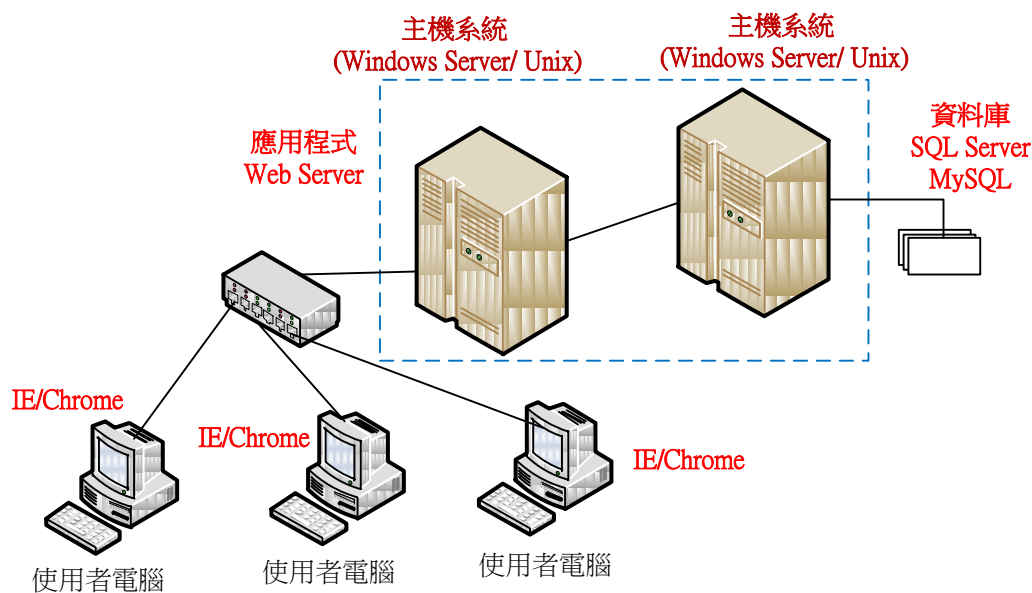 主機系統
(Windows Server/ Unix)
主機系統
(Windows Server/ Unix)
應用程式
Web Server
資料庫
SQL Server
MySQL
IE/Chrome
IE/Chrome
IE/Chrome
使用者電腦
使用者電腦
使用者電腦